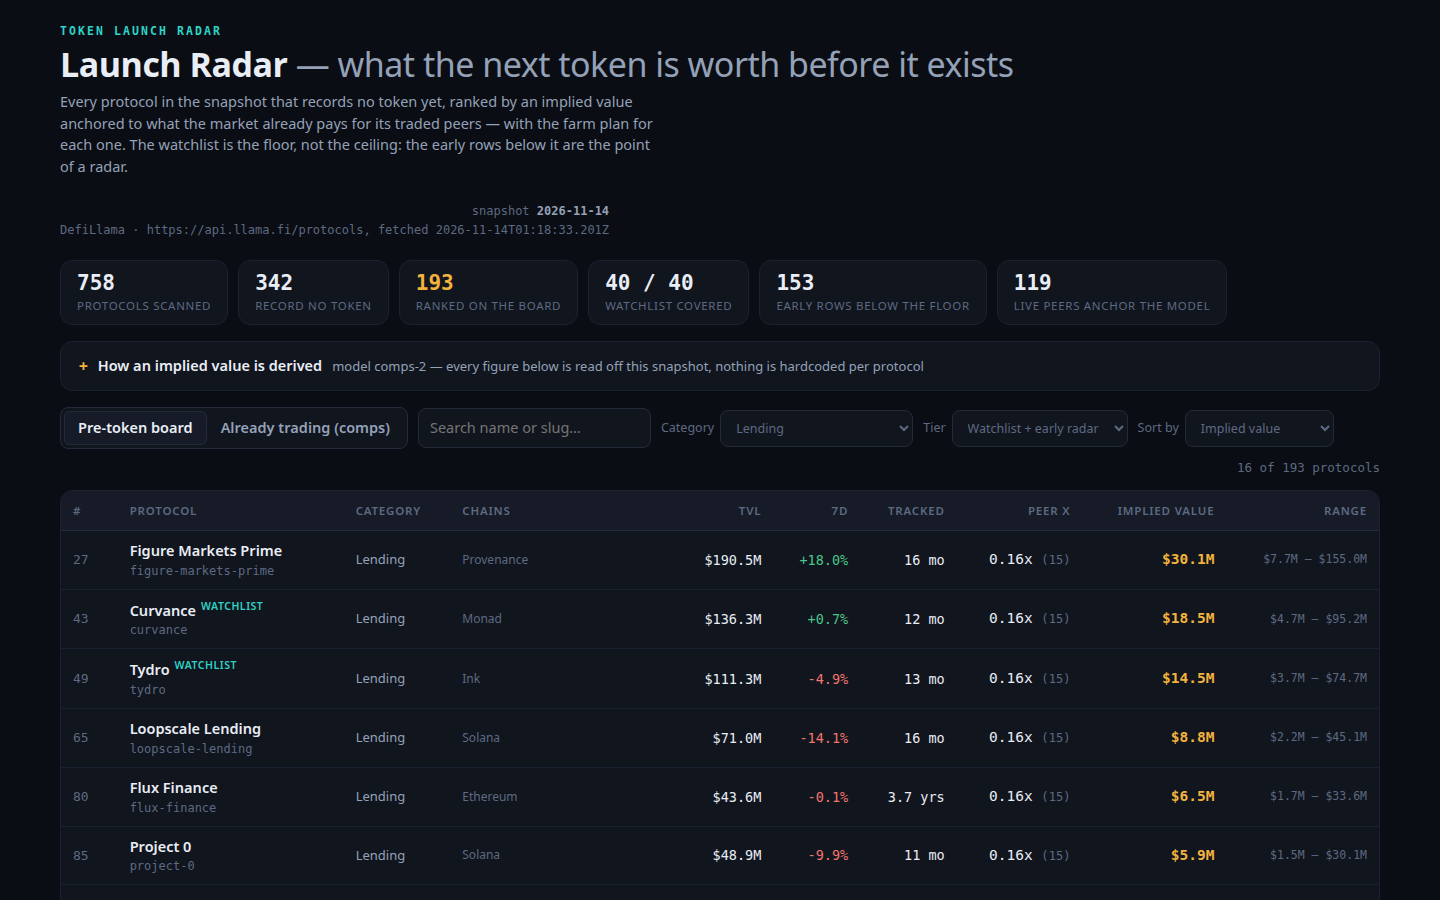 TOKEN LAUNCH RADAR
Launch Radar — what the next token is worth before it exists
Every protocol in the snapshot that records no token yet, ranked by an implied value
anchored to what the market already pays for its traded peers — with the farm plan for
each one. The watchlist is the floor, not the ceiling: the early rows below it are the point
of a radar.
snapshot 2026-11-14
DefiLlama · https://api.llama.fi/protocols, fetched 2026-11-14T01:18:33.201Z
758 342 193 40 / 40 153 119
PROTOCOLS SCANNED RECORD NO TOKEN RANKED ON THE BOARD WATCHLIST COVERED EARLY ROWS BELOW THE FLOOR LIVE PEERS ANCHOR THE MODEL
+ How an implied value is derived model comps-2 — every figure below is read off this snapshot, nothing is hardcoded per protocol
Pre-token board Already trading (comps) Search name or slug... Category Lending Tier Watchlist + early radar Sort by Implied value
16 of 193 protocols
# PROTOCOL CATEGORY CHAINS TVL 7D TRACKED PEER X IMPLIED VALUE RANGE
27 Figure Markets Prime Lending Provenance $190.5M +18.0% 16 mo 0.16x (15) $30.1M $7.7M — $155.0M
figure-markets-prime
43 Curvance WATCHLIST Lending Monad $136.3M +0.7% 12 mo 0.16x (15) $18.5M $4.7M — $95.2M
curvance
49 Tydro WATCHLIST Lending Ink $111.3M -4.9% 13 mo 0.16x (15) $14.5M $3.7M — $74.7M
tydro
65 Loopscale Lending Lending Solana $71.0M -14.1% 16 mo 0.16x (15) $8.8M $2.2M — $45.1M
loopscale-lending
80 Flux Finance Lending Ethereum $43.6M -0.1% 3.7 yrs 0.16x (15) $6.5M $1.7M — $33.6M
flux-finance
85 Project 0 Lending Solana $48.9M -9.9% 11 mo 0.16x (15) $5.9M $1.5M — $30.1M
project-0